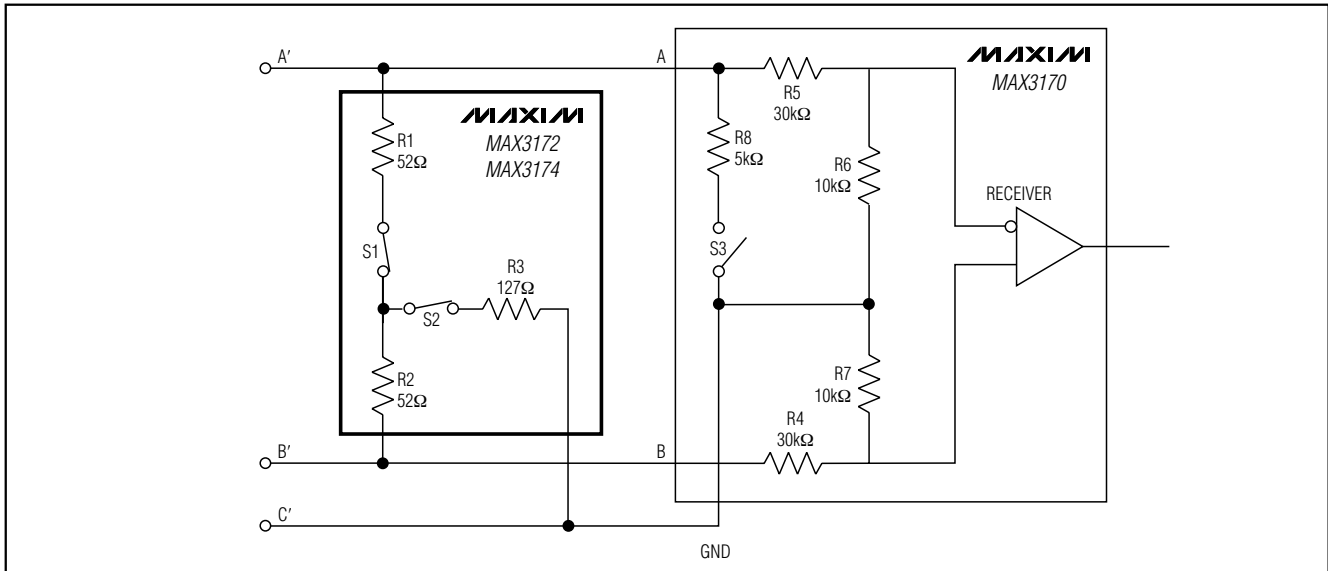 A′
A
MAXIM
MAX3170
R5
30kΩ
MAXIM
MAX3172
MAX3174
R1
52Ω
R8
5kΩ
R6
10kΩ
RECEIVER
S1
S3
R3
127Ω
S2
R2
52Ω
R7
10kΩ
R4
30kΩ
B′
B
C′
GND